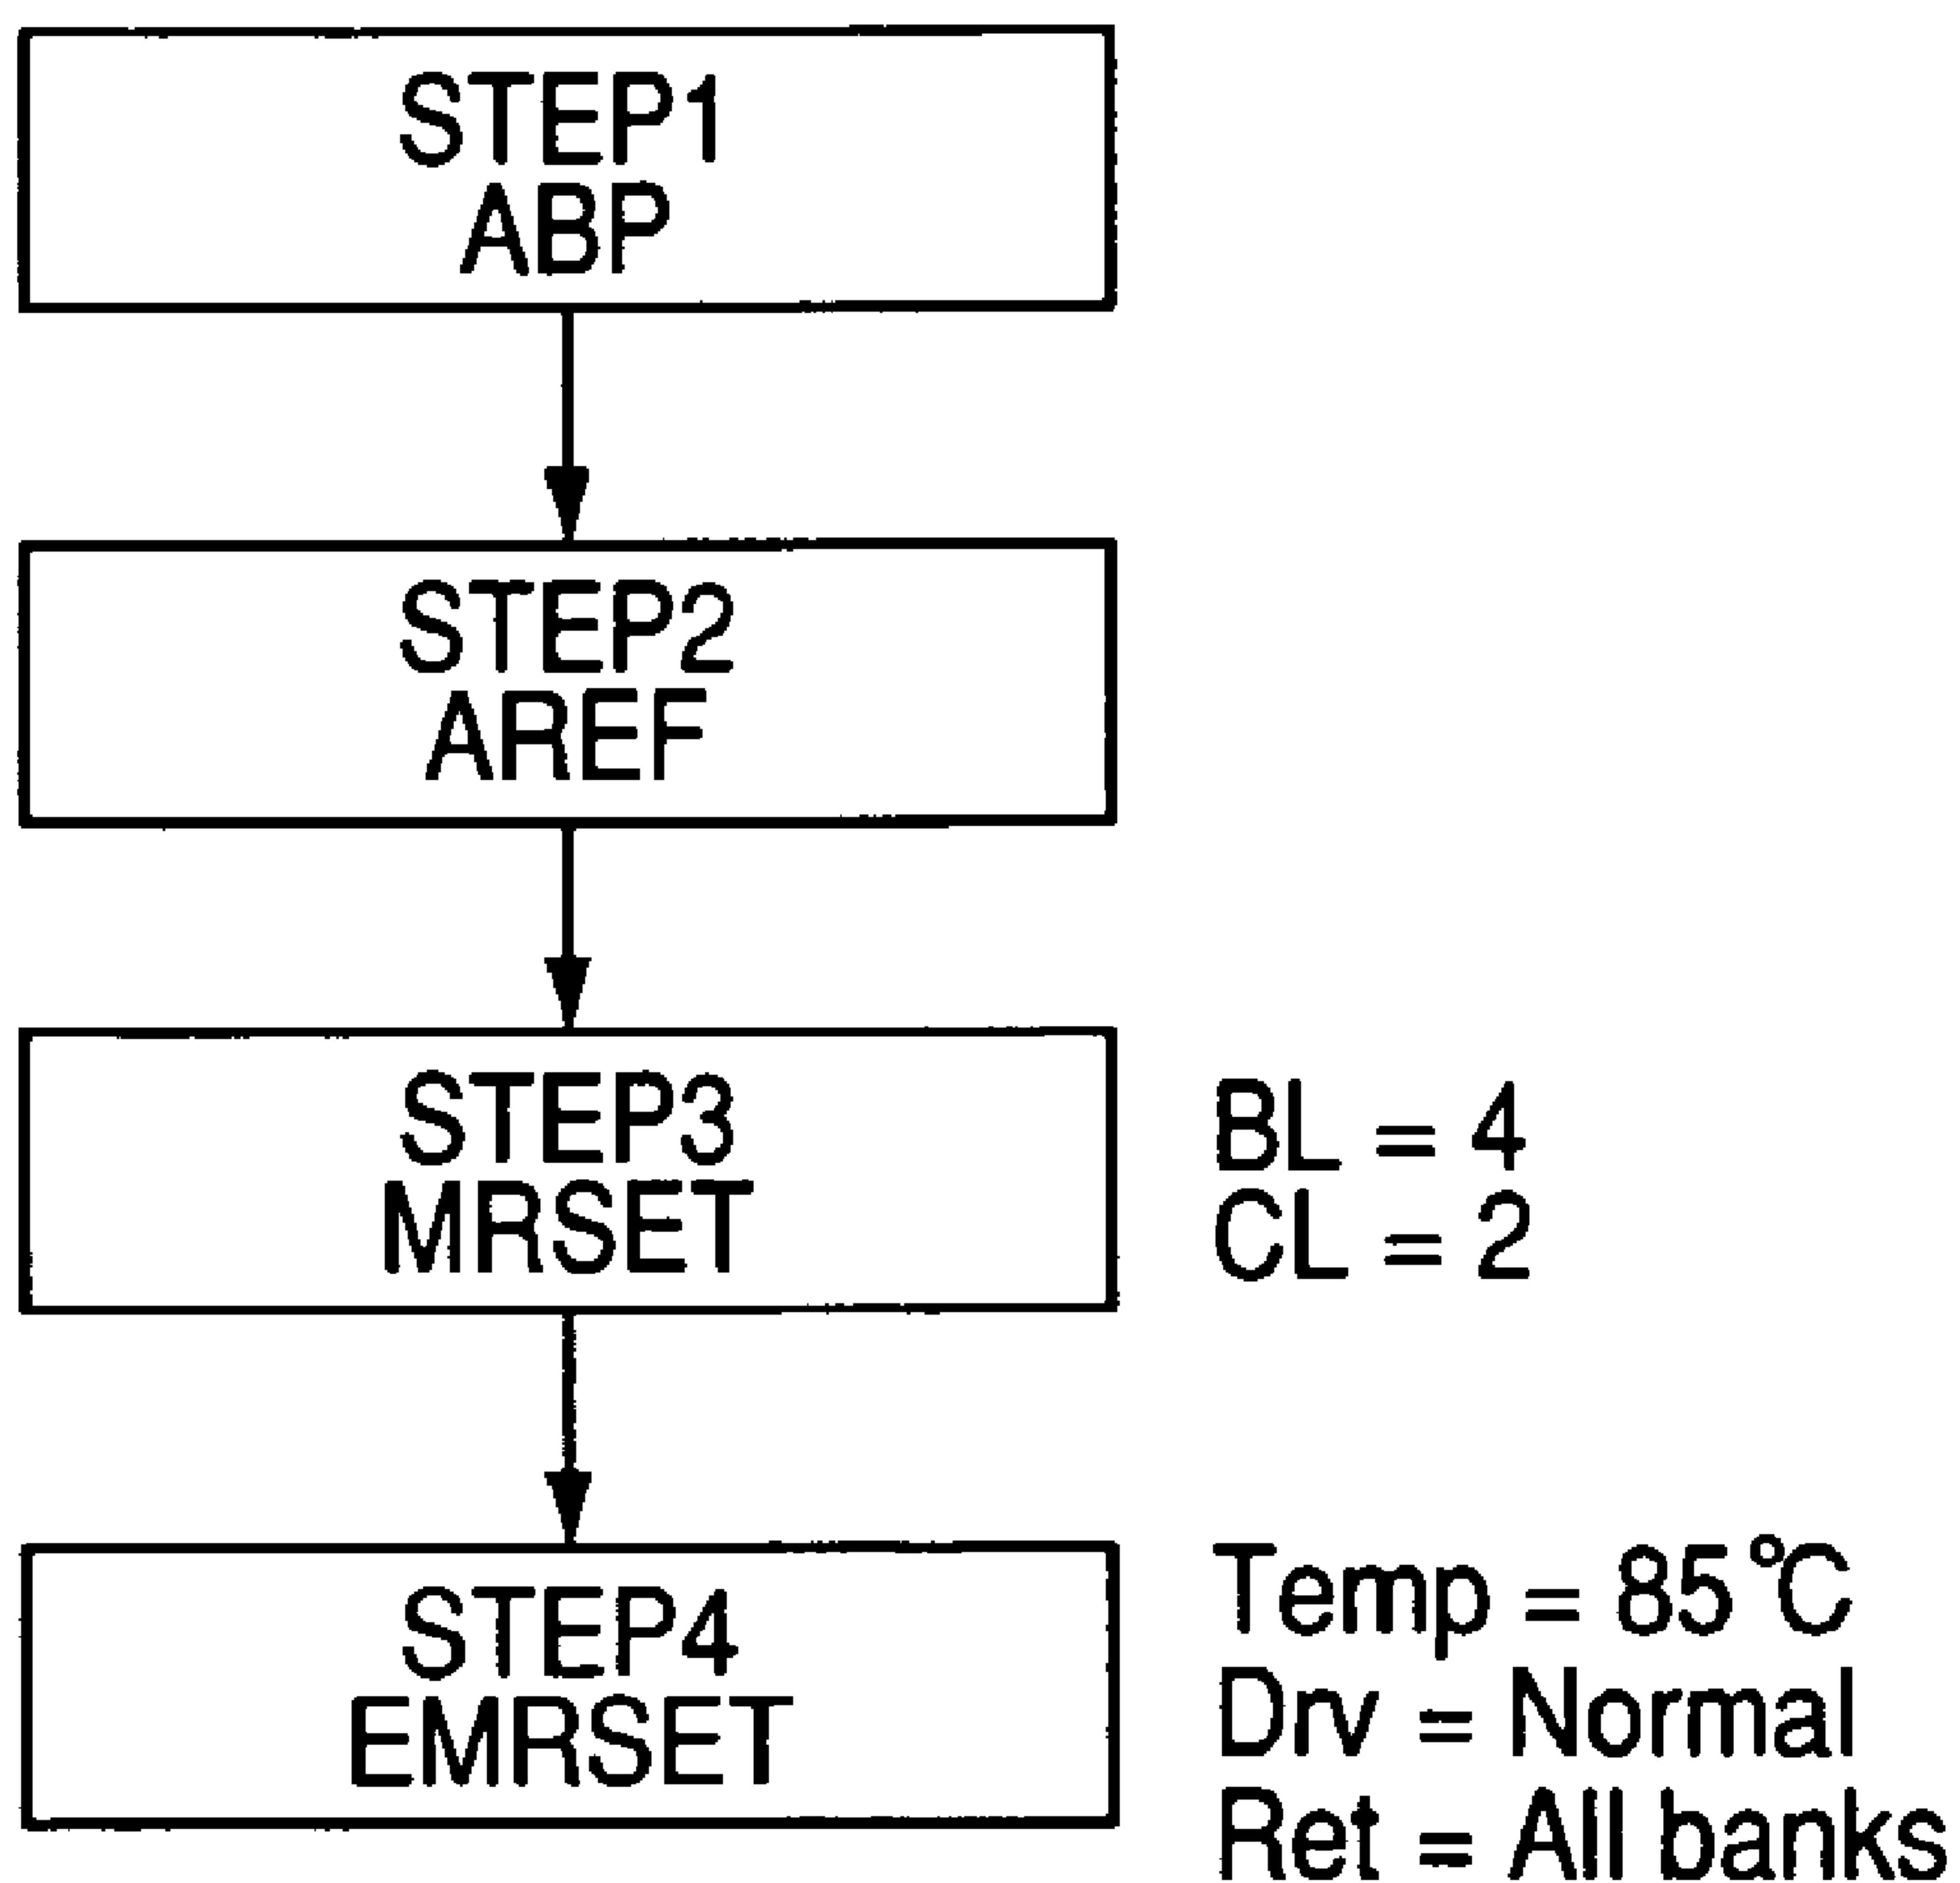 STEP1
ABP
STEP2
AREF
STEP3
MRSET
BL = 4
CL = 2
STEP4
EMRSET
Temp = 85°C
Drv = Normal
Ret = All banks